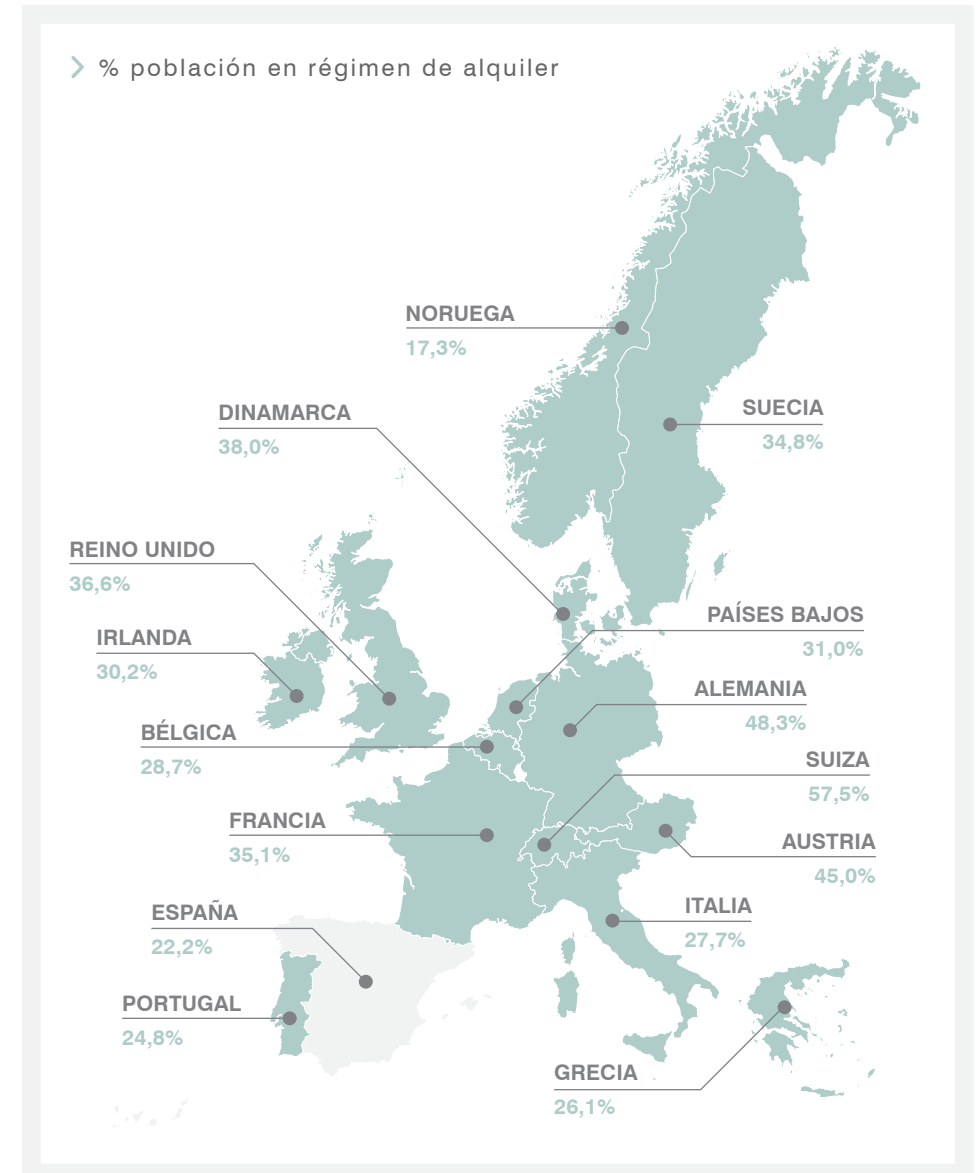 % población en régimen de alquiler
NORUEGA
17,3%
DINAMARCA
38,0%
SUECIA
34,8%
REINO UNIDO
36,6%
PAÍSES BAJOS
31,0%
IRLANDA
30,2%
ALEMANIA
48,3%
BÉLGICA
28,7%
SUIZA
57,5%
FRANCIA
35,1%
AUSTRIA
45,0%
ESPAÑA
22,2%
ITALIA
27,7%
PORTUGAL
24,8%
GRECIA
26,1%